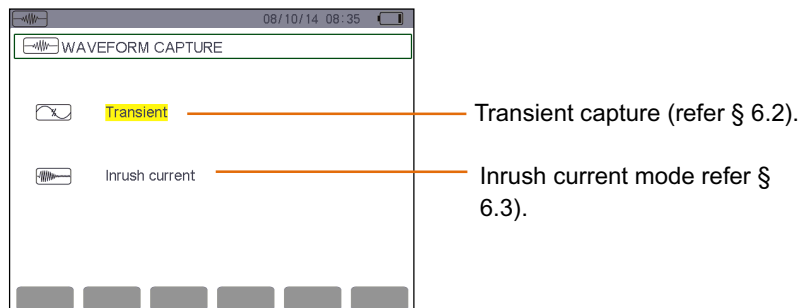 08/10/14 08:35
WAVEFORM CAPTURE
Transient
Transient capture (refer § 6.2).
Inrush current
Inrush current mode refer §
6.3).